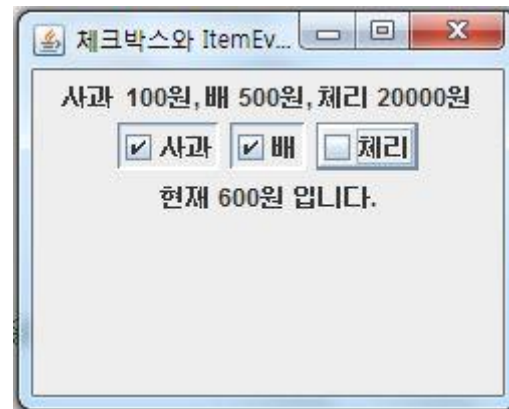 체크박스와 ItemEv...
사과 100원, 배 500원, 체리 20000원
사과 배 체리
현재 600원 입니다.